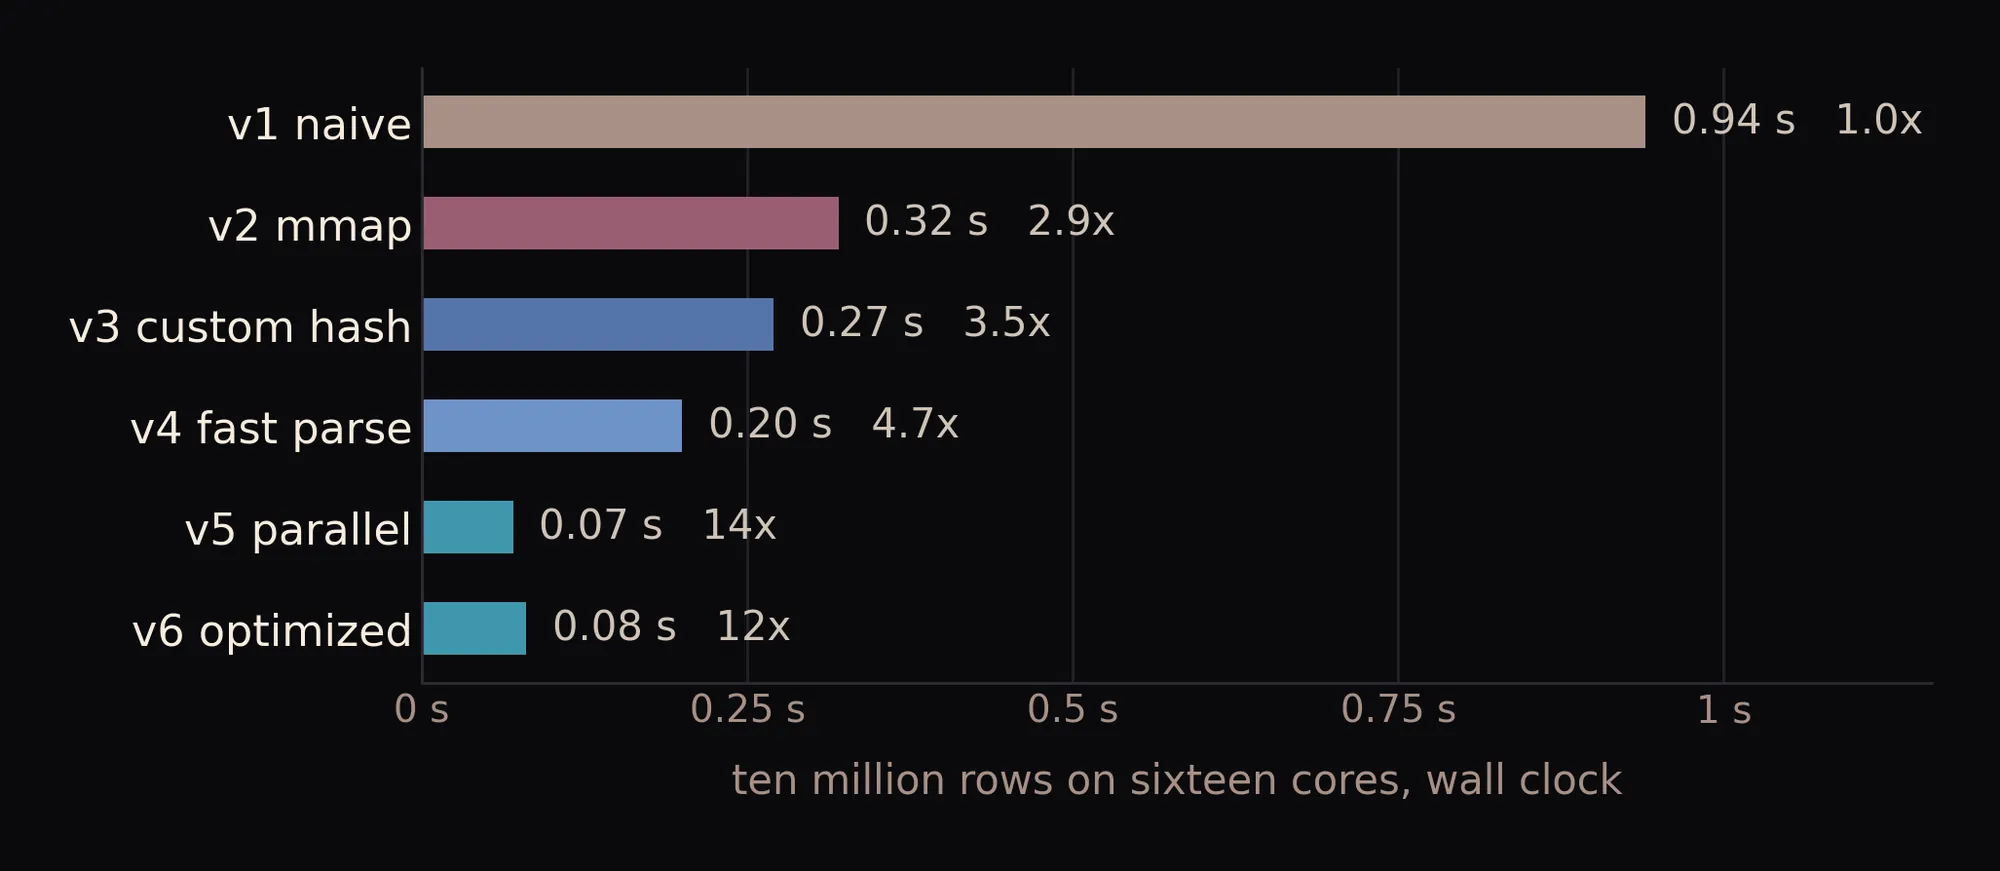 v1 naive 0.94 s 1.0x
v2 mmap 0.32 s 2.9x
v3 custom hash 0.27 s 3.5x
v4 fast parse 0.20 s 4.7x
v5 parallel 0.07 s 14x
v6 optimized 0.08 s 12x
0 s 0.25 s 0.5 s 0.75 s 1 s
ten million rows on sixteen cores, wall clock